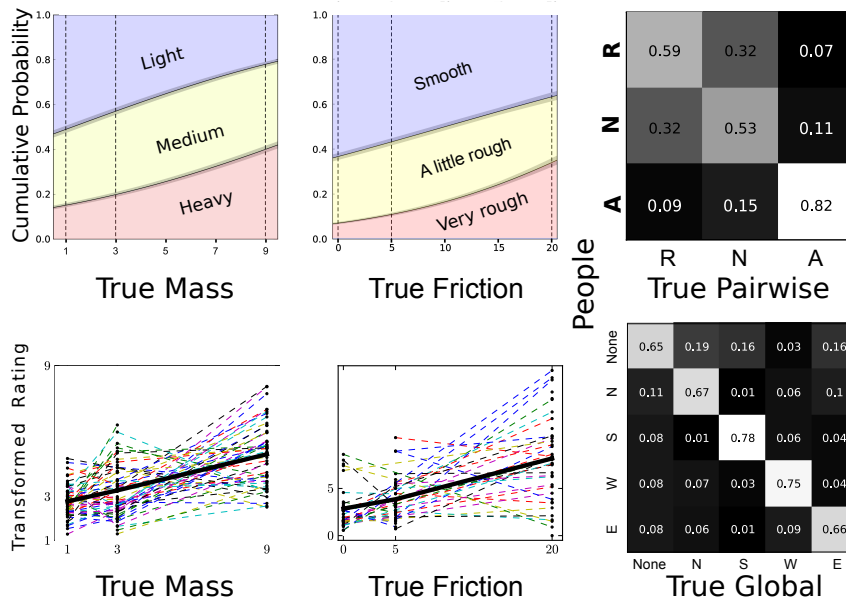 Cumulative Probability
1.0
0.8
0.6
0.4
0.2
0.0
Light
Medium
Heavy
1 3 5 7 9
True Mass
1.0
0.8
0.6
0.4
0.2
0.0
Smooth
A little rough
Very rough
0 5 10 15 20
True Friction
People
R 0.59 0.32 0.07
N 0.32 0.53 0.11
A 0.09 0.15 0.82
R N A
True Pairwise
Transformed Rating
9
3
1
1 3 9
True Mass
5
0
0 5 20
True Friction
None 0.65 0.19 0.16 0.03 0.16
N 0.11 0.67 0.01 0.06 0.1
S 0.08 0.01 0.78 0.06 0.04
W 0.08 0.07 0.03 0.75 0.04
E 0.08 0.06 0.01 0.09 0.66
None N S W E
True Global